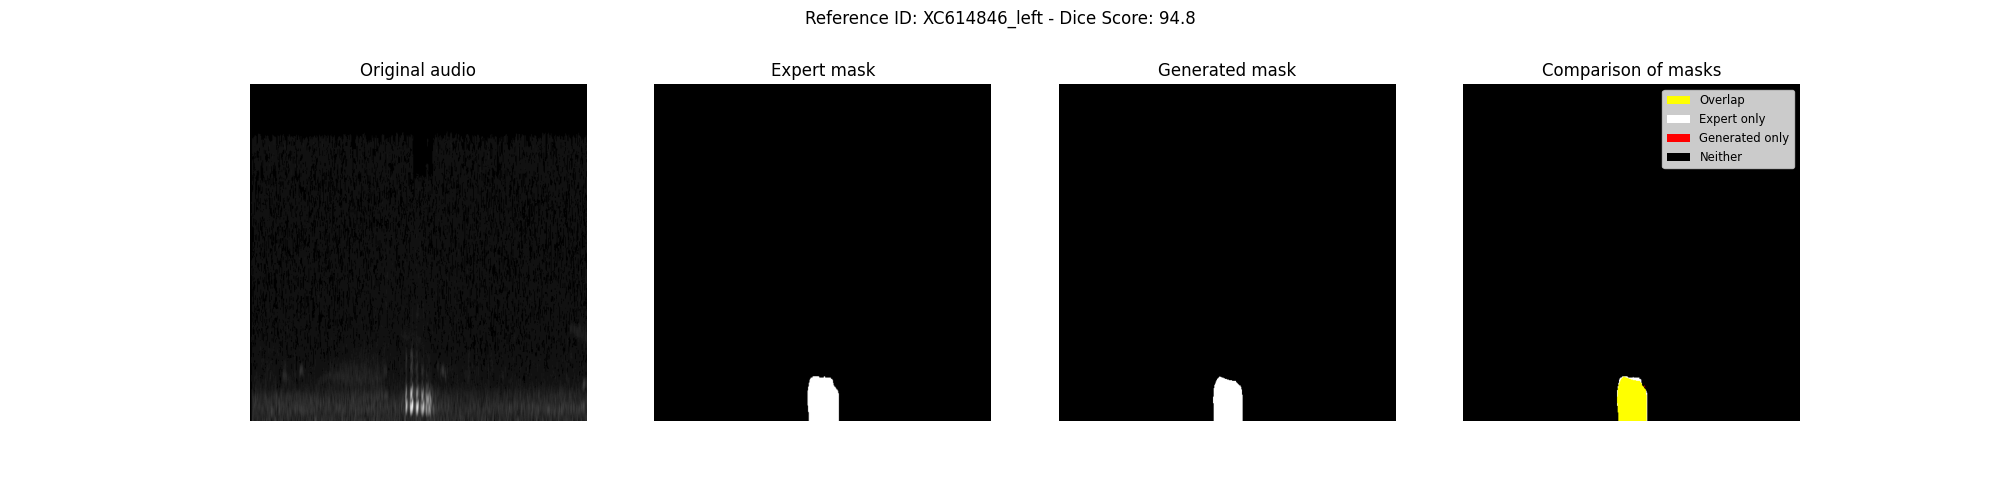 Reference ID: XC614846_left - Dice Score: 94.8
Original audio
Expert mask
Generated mask
Comparison of masks
Overlap
Expert only
Generated only
Neither